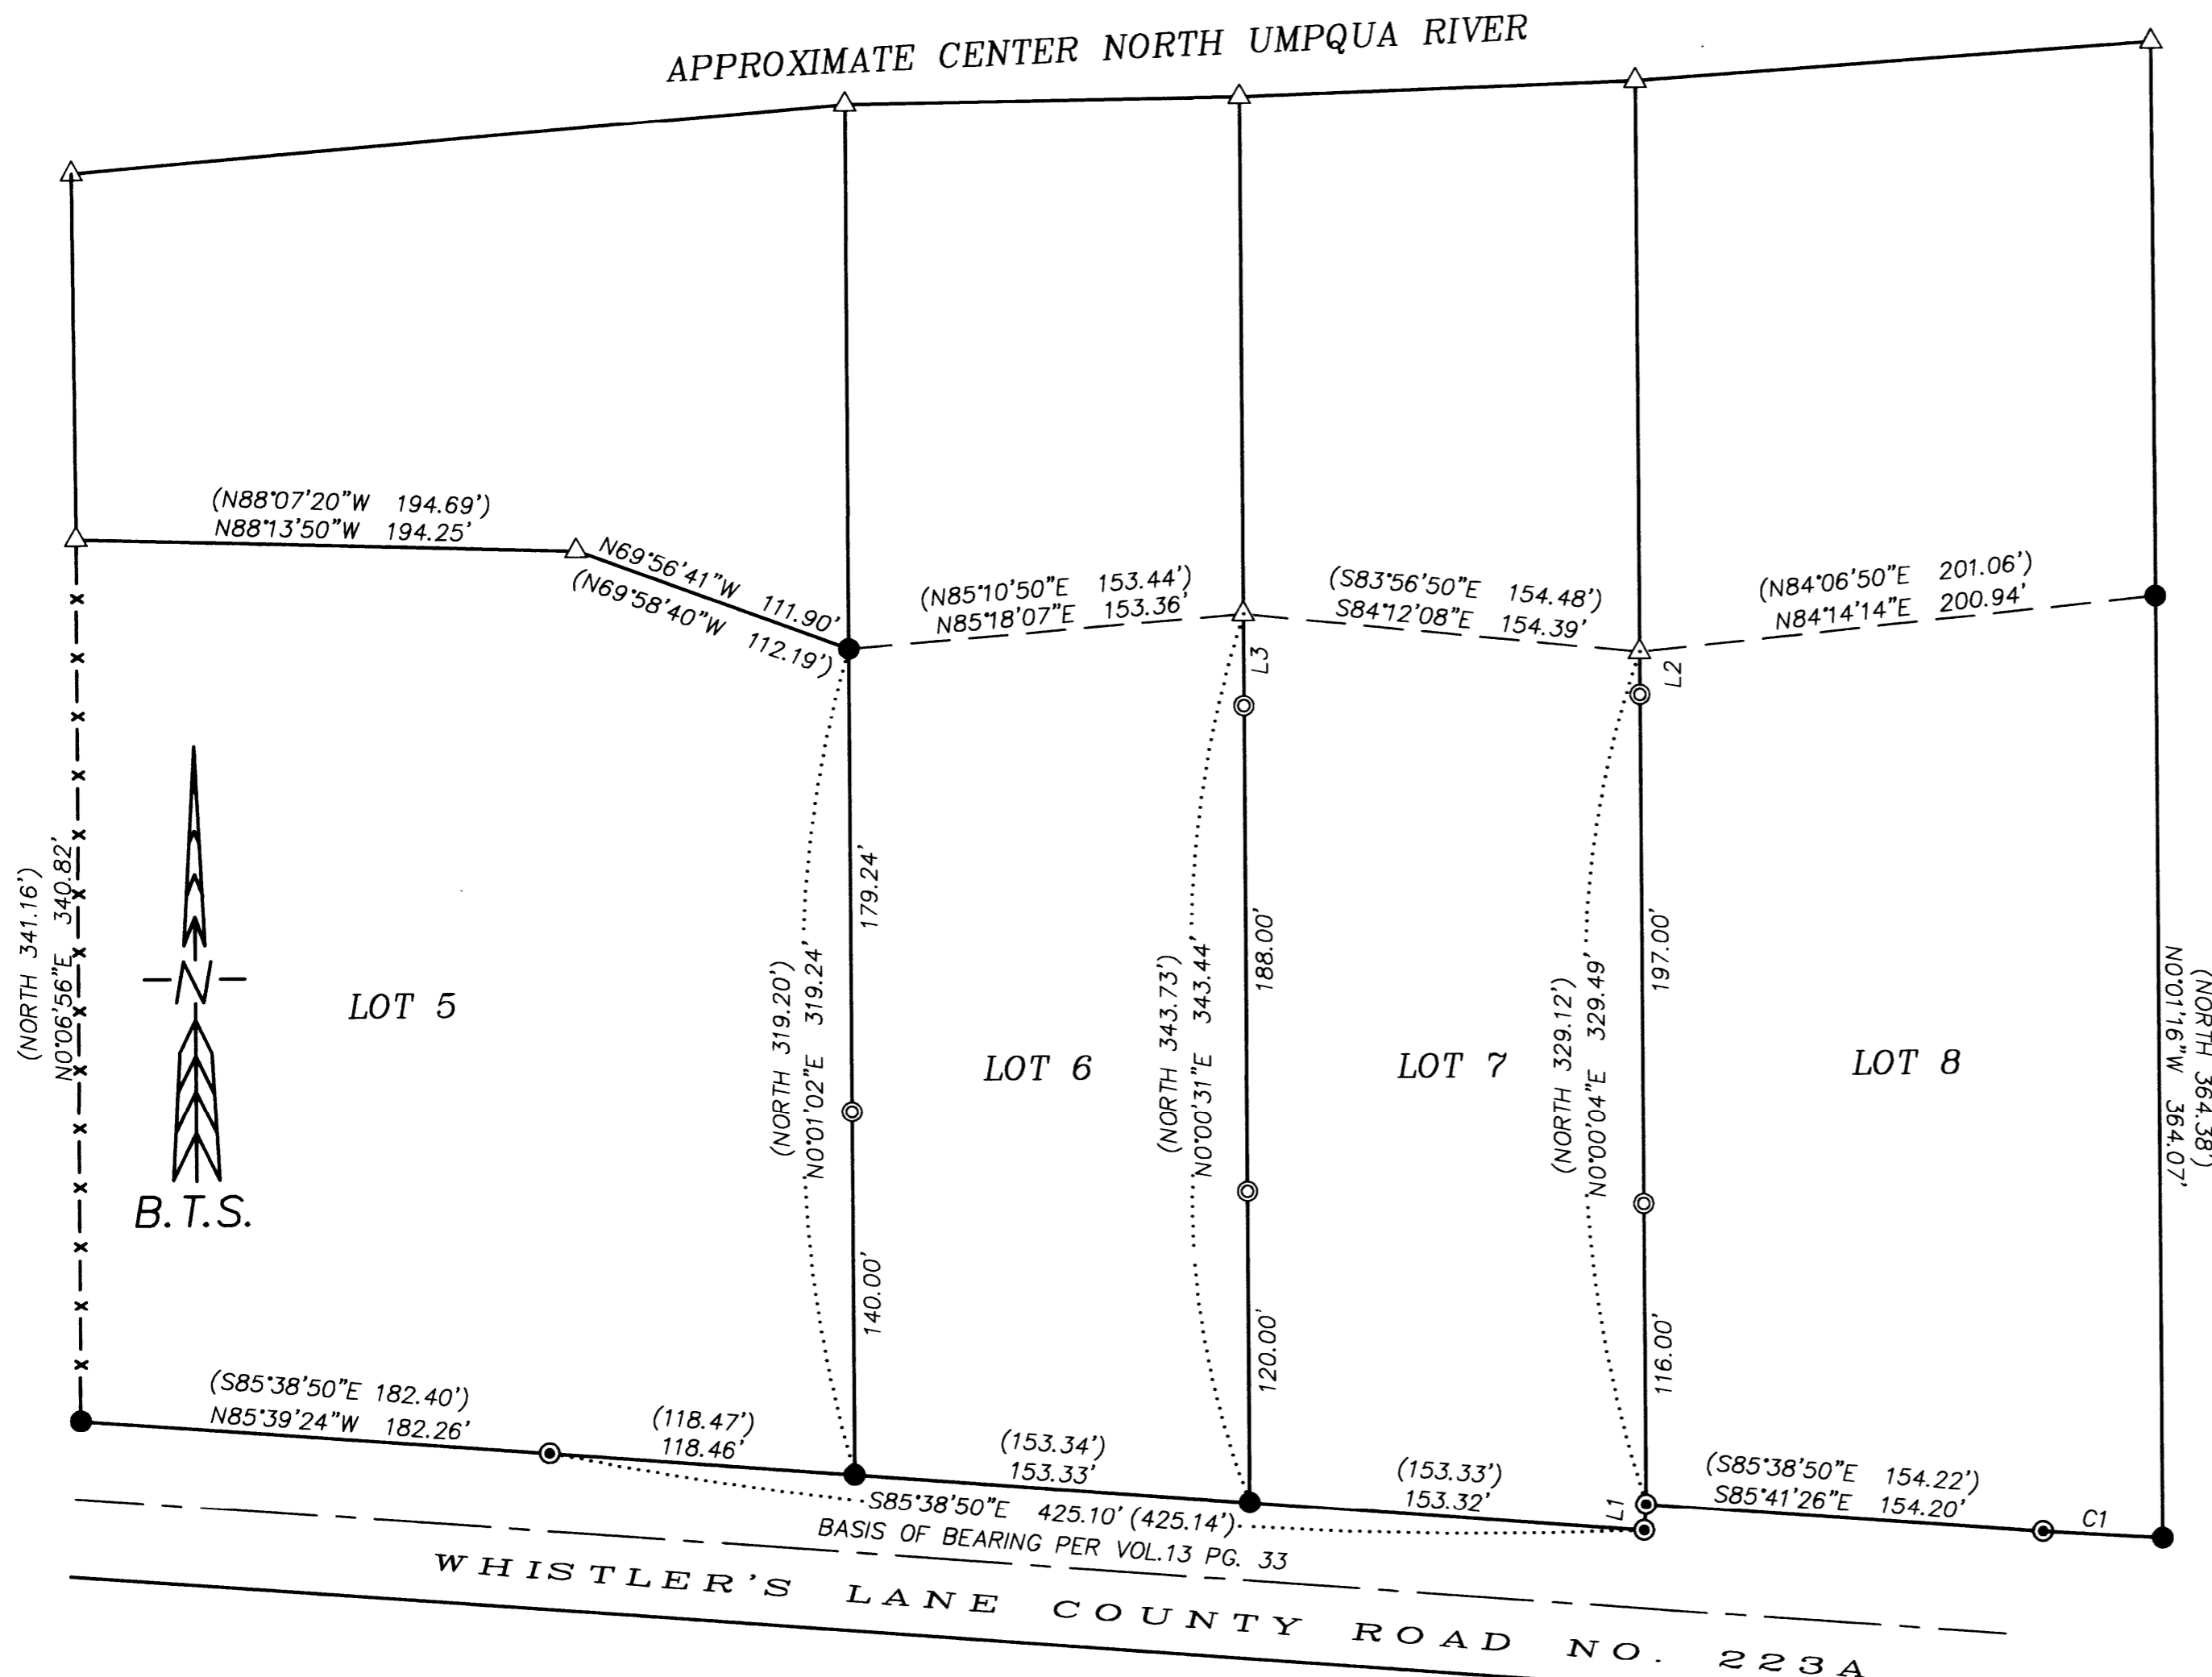 APPROXIMATE CENTER NORTH UMPQUA RIVER
(N88°07'20"W 194.69')
N88°13'50"W 194.25'
N69°56'41"W 111.90'
(N69°58'40"W 112.19')
(N85°10'50"E 153.44')
N85°18'07"E 153.36'
(S83°56'50"E 154.48')
S84°12'08"E 154.39'
(N84°06'50"E 201.06')
N84°14'14"E 200.94'
L3
L2
(NORTH 341.16')
N0°06'56"E 340.82'
N
B.T.S.
LOT 5
179.24'
(NORTH 319.20')
N0°01'02"E 319.24'
140.00'
LOT 6
188.00'
(NORTH 343.73')
N0°00'31"E 343.44'
120.00'
LOT 7
197.00'
(NORTH 329.12')
N0°00'04"E 329.49'
116.00'
LOT 8
N0°01'16"W 364.07'
(NORTH 364.38')
(S85°38'50"E 182.40')
N85°39'24"W 182.26'
(118.47')
118.46'
(153.34')
153.33'
(153.33')
153.32'
L1
(S85°38'50"E 154.22')
S85°41'26"E 154.20'
C1
S85°38'50"E 425.10' (425.14')
BASIS OF BEARING PER VOL.13 PG. 33
WHISTLER'S LANE COUNTY ROAD NO. 223A